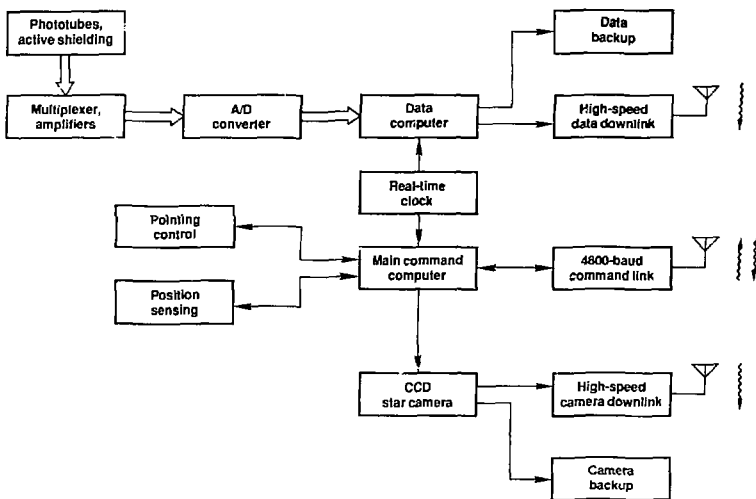 Phototubes,
active shielding
Data
backup
Multiplexer,
amplifiers
A/D
converter
Data
computer
High-speed
data downlink
Real-time
clock
Pointing
control
Main command
computer
4800-baud
command link
Position
sensing
CCD
star camera
High-speed
camera downlink
Camera
backup